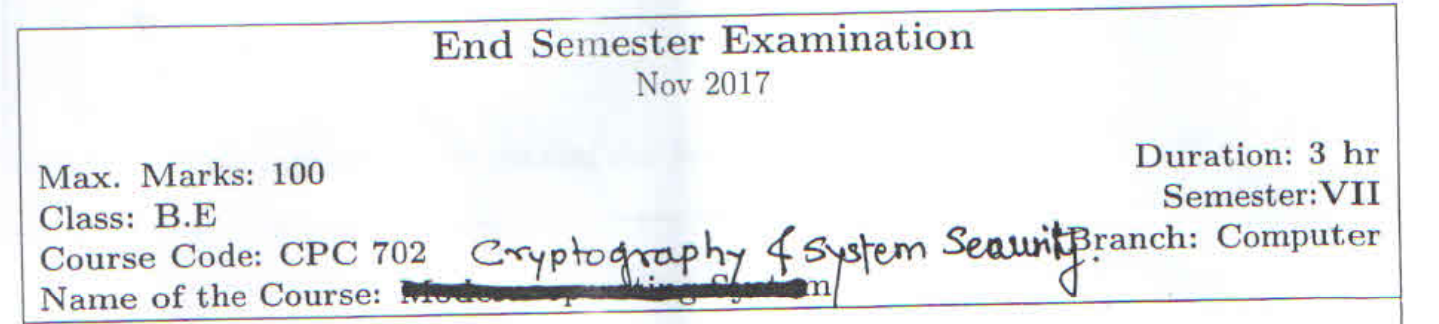 End Semester Examination
Nov 2017
Max. Marks: 100
Duration: 3 hr
Class: B.E
Semester:VII
Course Code: CPC 702 Cryptography & System Security. Branch: Computer
Name of the Course: